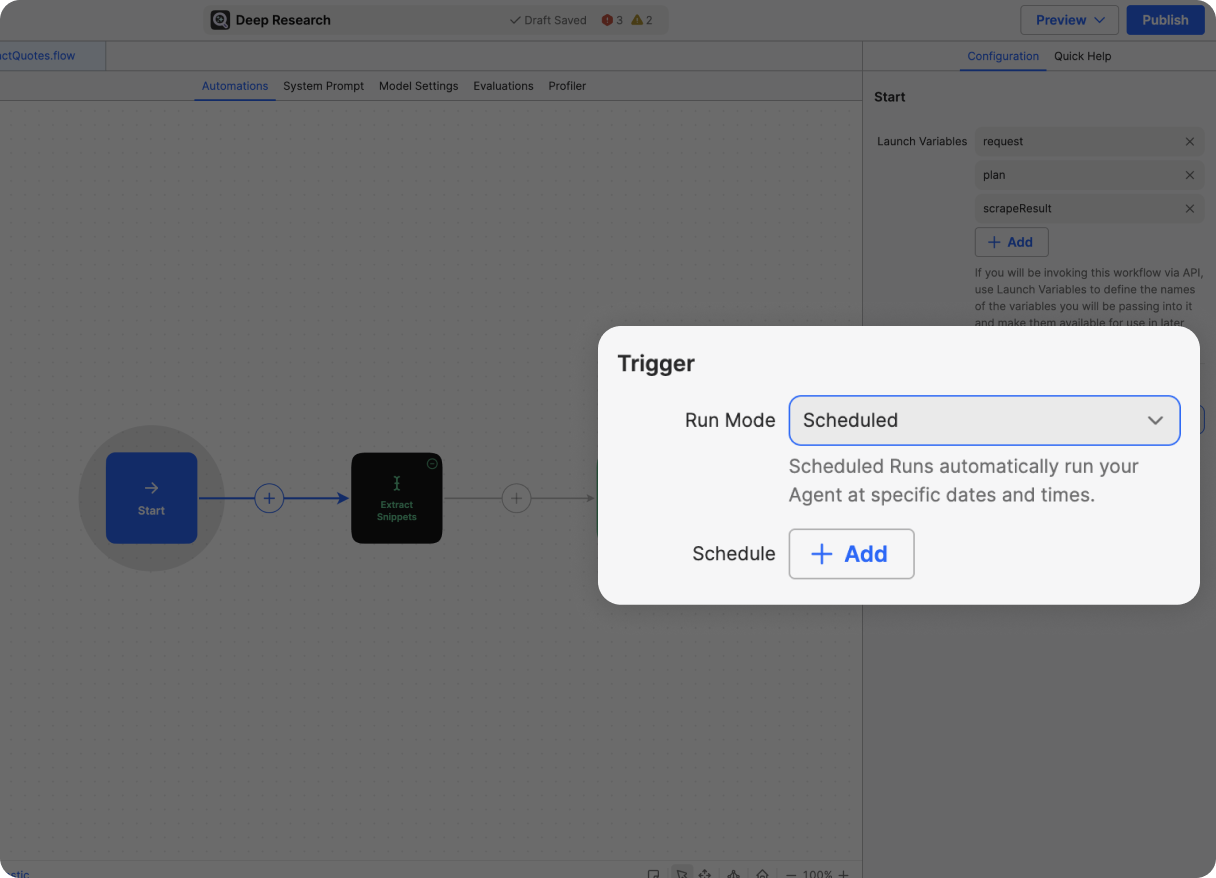 Deep Research
Draft Saved
3
2
Preview
Publish
ctQuotes.flow
Configuration
Quick Help
Automations
System Prompt
Model Settings
Evaluations
Profiler
Start
Launch Variables
request
plan
scrapeResult
Add
If you will be invoking this workflow via API,
use Launch Variables to define the names
of the variables you will be passing into it
and make them available for use in later
Trigger
Run Mode
Scheduled
Scheduled Runs automatically run your
Agent at specific dates and times.
Schedule
Add
Start
Extract
Snippets
stic
100%